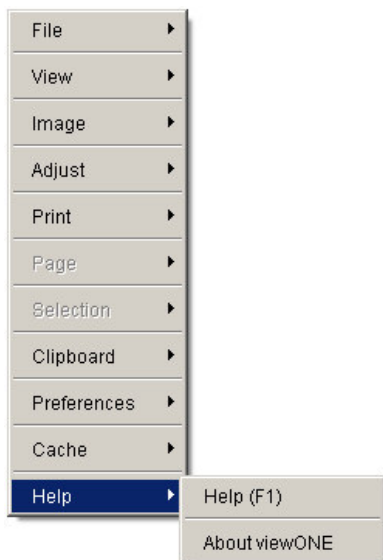 File
View
Image
Adjust
Print
Page
Selection
Clipboard
Preferences
Cache
Help
Help (F1)
About viewONE